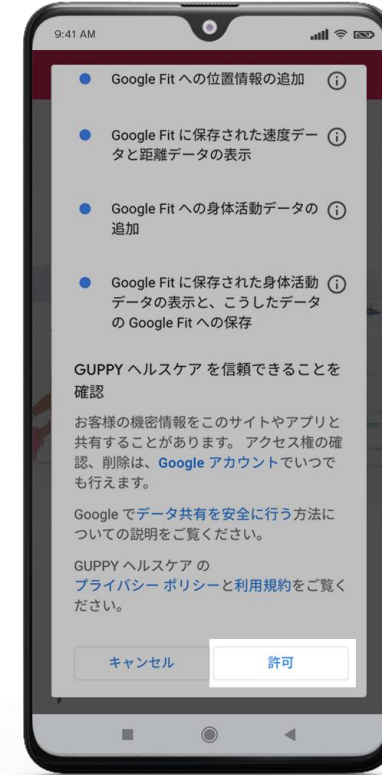 9:41 AM
Google Fit への位置情報の追加
Google Fit に保存された速度デー
タと距離データの表示
Google Fit への身体活動データの
追加
Google Fit に保存された身体活動
データの表示と、こうしたデータ
の Google Fit への保存
GUPPY ヘルスケア を信頼できることを
確認
お客様の機密情報をこのサイトやアプリと
共有することがあります。 アクセス権の確
認、削除は、Google アカウントでいつで
も行えます。
Google でデータ共有を安全に行う方法に
ついての説明をご覧ください。
GUPPY ヘルスケア の
プライバシー ポリシーと利用規約をご覧く
ださい。
キャンセル
許可